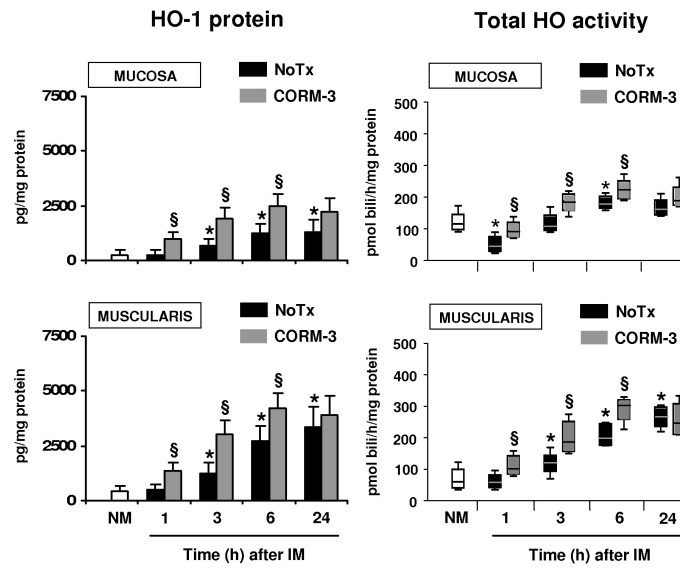 HO-1 protein
Total HO activity
MUCOSA
NoTx
CORM-3
pg/mg protein
7500
5000
2500
0
§
*
§
*
§
*
MUCOSA
NoTx
CORM-3
pmol bili/h/mg protein
500
400
300
200
100
0
*
§
§
*
§
MUSCULARIS
NoTx
CORM-3
pg/mg protein
7500
5000
2500
0
§
*
§
*
§
*
NM 1 3 6 24
Time (h) after IM
MUSCULARIS
NoTx
CORM-3
pmol bili/h/mg protein
500
400
300
200
100
0
§
*
§
*
§
*
NM 1 3 6 24
Time (h) after IM